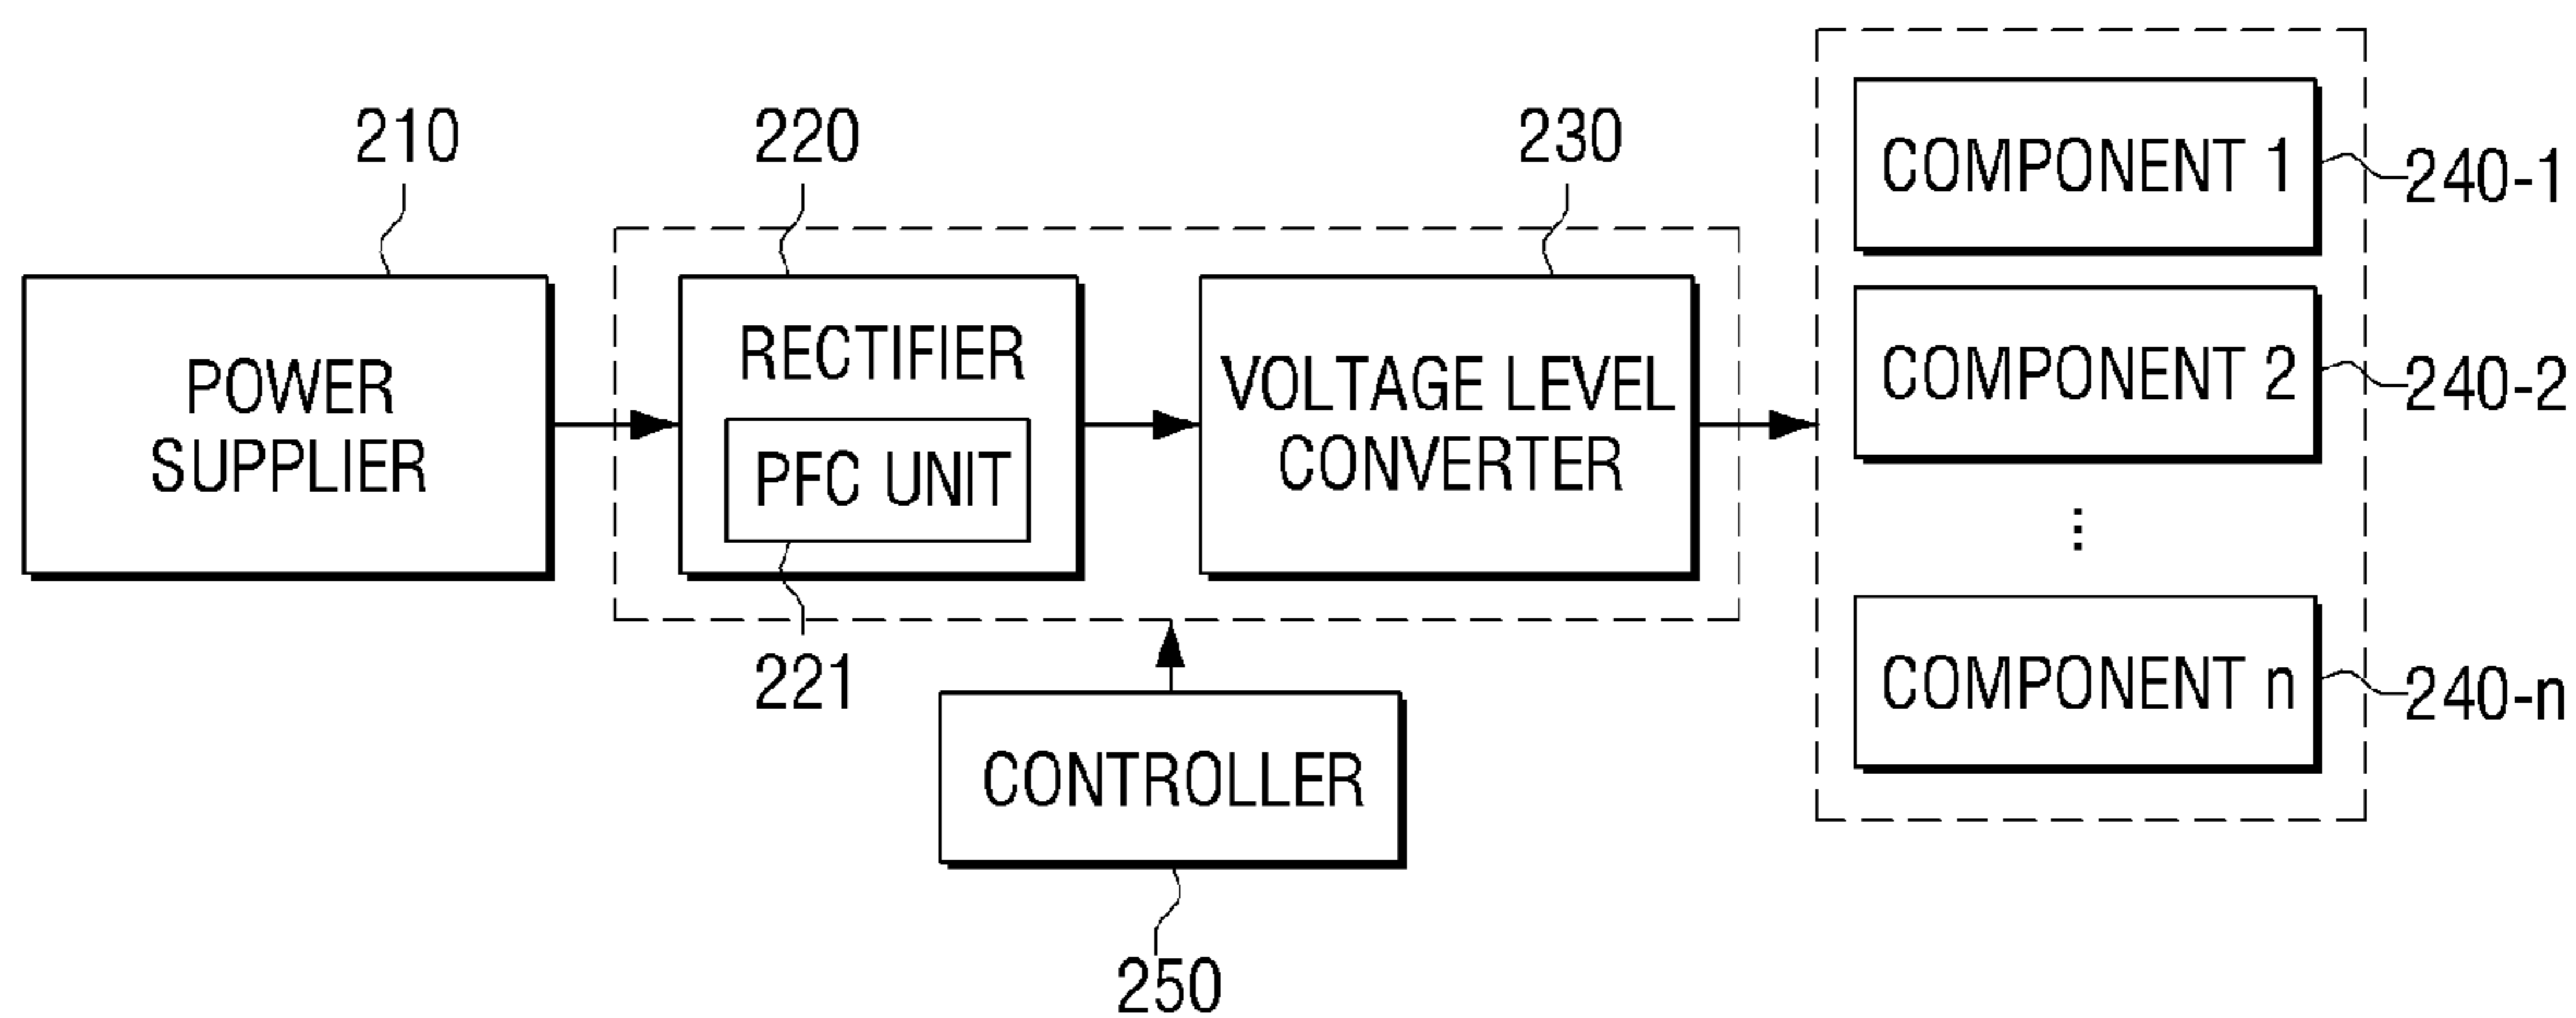 210
220
230
COMPONENT 1
240-1
POWER
SUPPLIER
RECTIFIER
PFC UNIT
221
VOLTAGE LEVEL
CONVERTER
COMPONENT 2
240-2
⋮
COMPONENT n
240-n
CONTROLLER
250